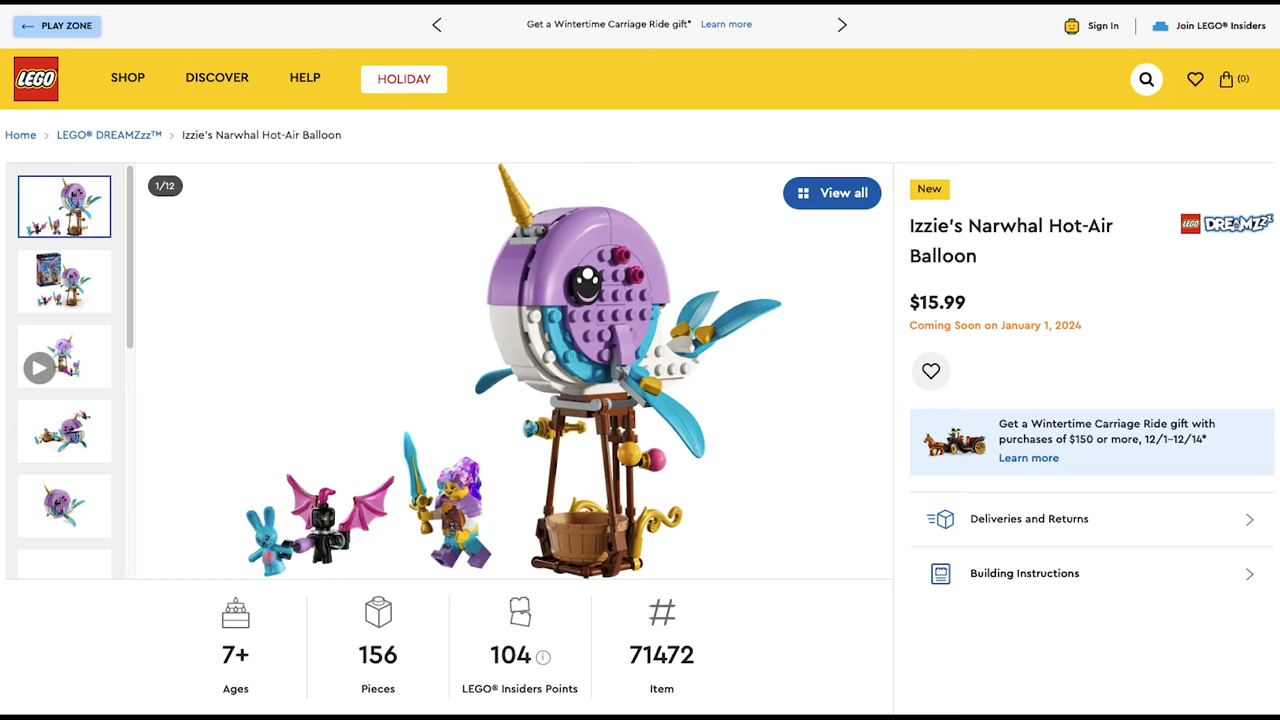 PLAY ZONE
Get a Wintertime Carriage Ride gift* Learn more
Sign In
Join LEGO® Insiders
LEGO
SHOP
DISCOVER
HELP
HOLIDAY
(0)
Home > LEGO® DREAMZzz™ > Izzie's Narwhal Hot-Air Balloon
1/12
View all
New
Izzie's Narwhal Hot-Air
Balloon
LEGO DREAMZzz
$15.99
Coming Soon on January 1, 2024
Get a Wintertime Carriage Ride gift with
purchases of $150 or more, 12/1–12/14*
Learn more
Deliveries and Returns
Building Instructions
7+
Ages
156
Pieces
104
LEGO® Insiders Points
71472
Item